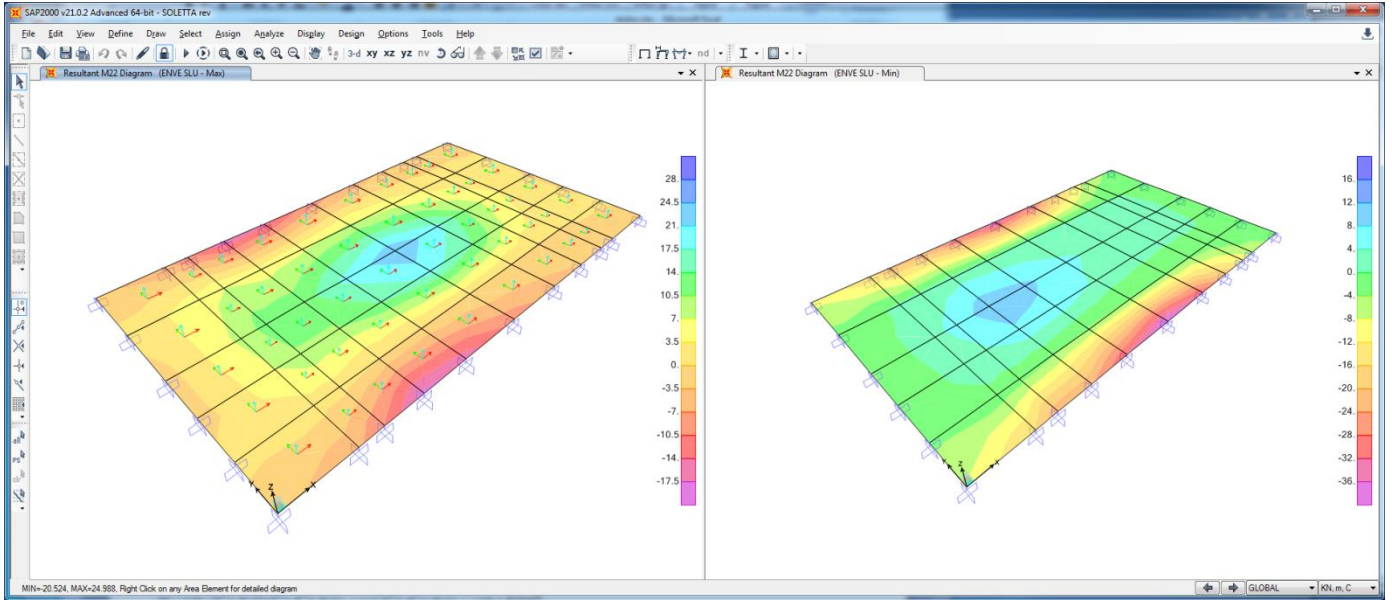 SAP2000 v21.0.2 Advanced 64-bit - SOLETTA rev
File Edit View Define Draw Select Assign Analyze Display Design Options Tools Help
3-d xy xz yz nv nd
Resultant M22 Diagram (ENVE SLU - Max)
Resultant M22 Diagram (ENVE SLU - Min)
28.
24.5
21.
17.5
14.
10.5
7.
3.5
0.
-3.5
-7.
-10.5
-14.
-17.5
X
Y
Z
16.
12.
8.
4.
0.
-4.
-8.
-12.
-16.
-20.
-24.
-28.
-32.
-36.
X
Y
Z
all
PS
MIN=-20.524, MAX=24.988. Right Click on any Area Element for detailed diagram
GLOBAL
KN, m, C